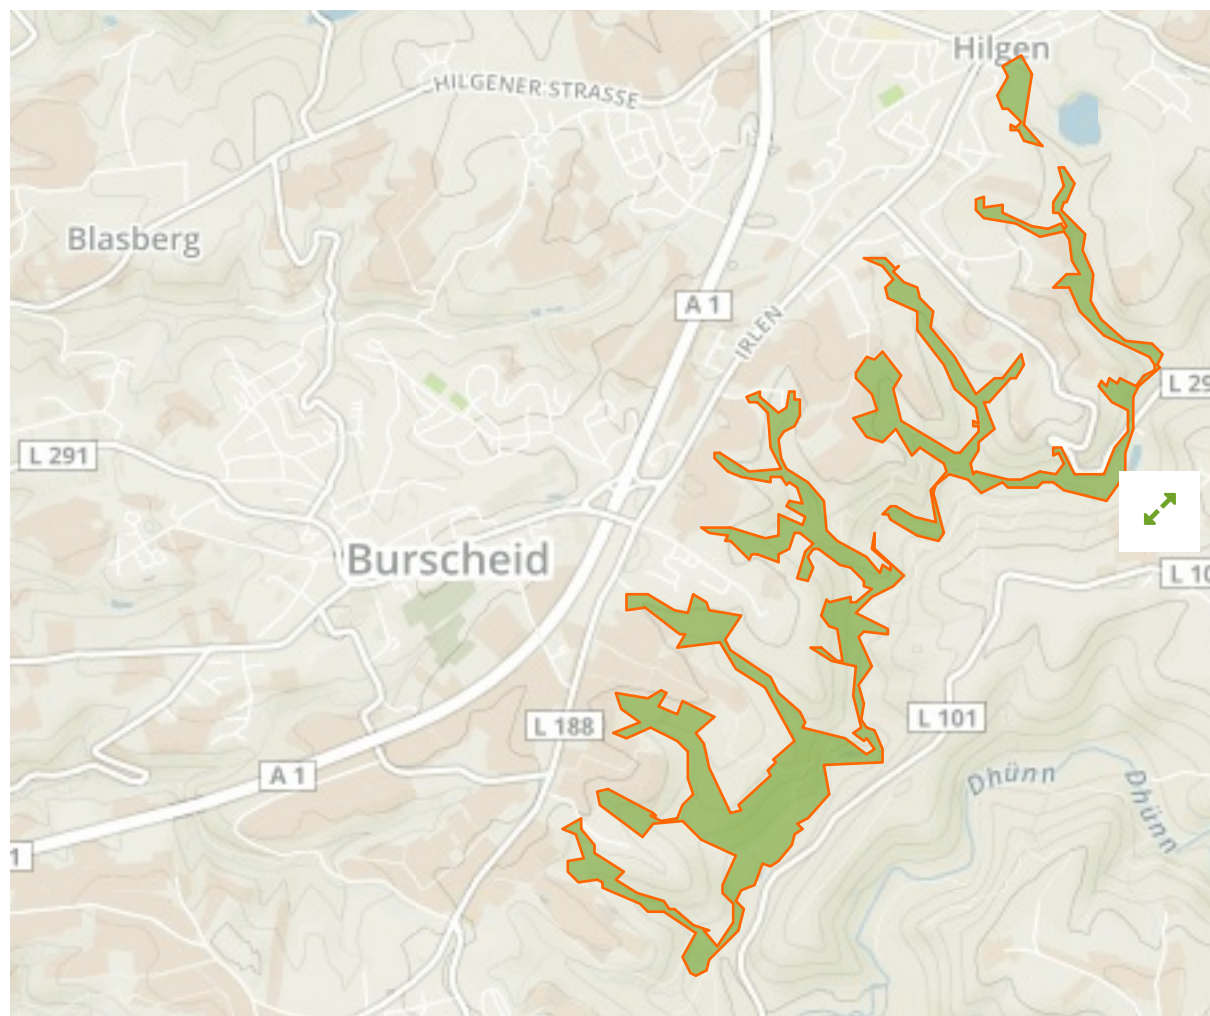 Hilgen
HILGENER STRASSE
Blasberg
A 1
IRLEN
L 29
L 291
Burscheid
L 10
L 101
L 188
A 1
Dhünn
Dhünn
1